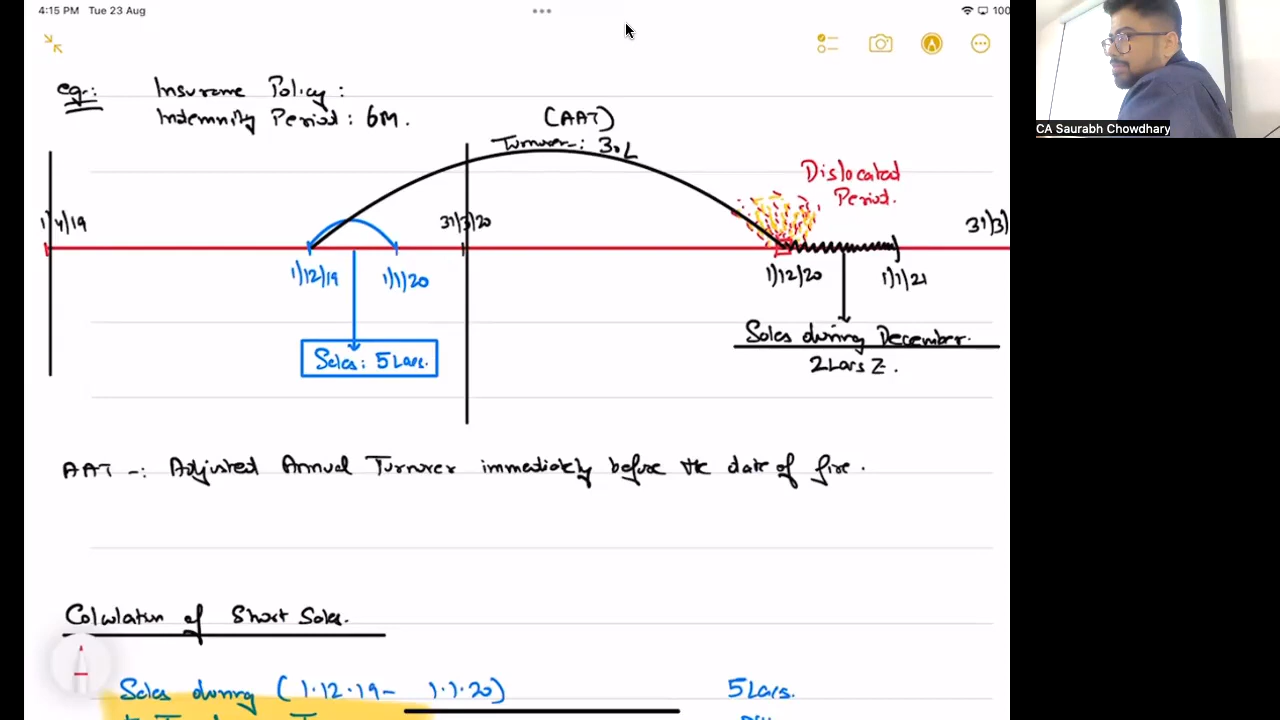 4:15 PM Tue 23 Aug
100
eg:- Insurance Policy :
Indemnity Period : 6M.
(AAT)
Turnover-: 30L
Dislocated
Period.
1/4/19
31/3/20
31/3/
1/12/19
1/1/20
1/12/20
1/1/21
Sales: 5 Lacs.
Sales during December.
2 Lacs
CA Saurabh Chowdhary
AAT -: Adjusted Annual Turnover immediately before the date of fire.
Calculation of Short Sales.
Sales during (1.12.19- 1.1.20) 5 Lacs.